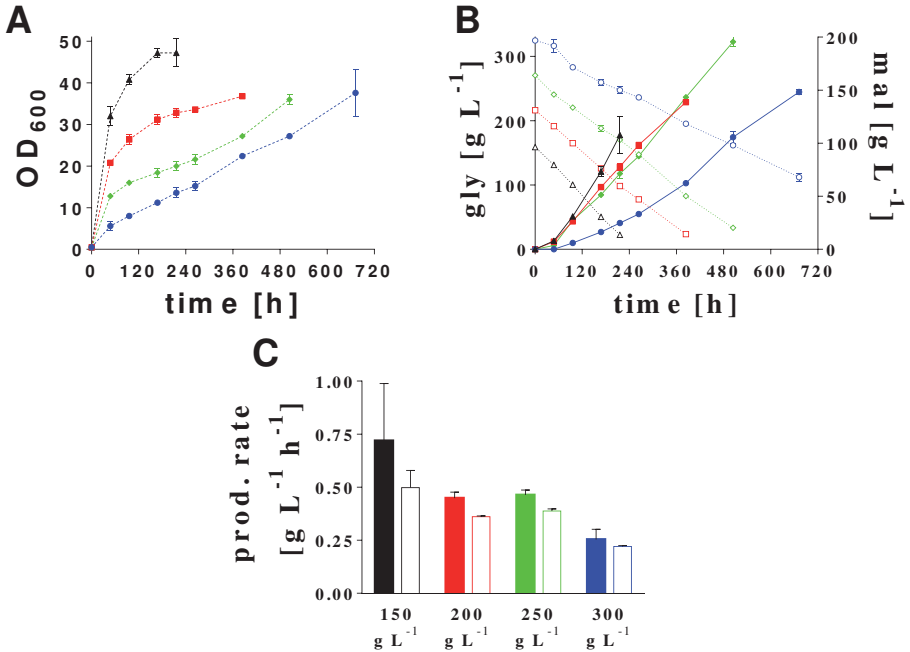 A
B
50
40
30
20
10
0
OD600
0 120 240 360 480 600 720
time [h]
300
200
100
0
gly [g L-1]
200
150
100
50
0
mal [g L-1]
0 120 240 360 480 600 720
time [h]
C
1.00
0.75
0.50
0.25
0.00
prod. rate
[g L-1 h-1]
150 200 250 300
g L-1 g L-1 g L-1 g L-1